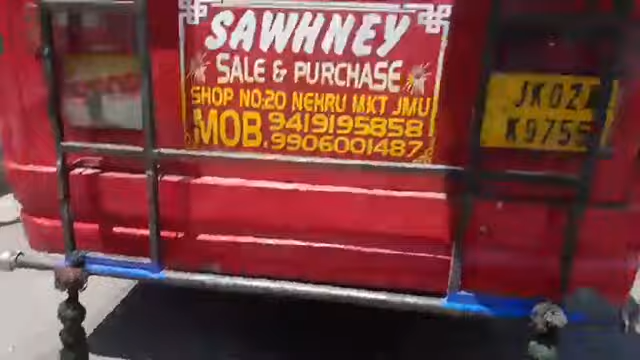 SAWHNEY
SALE & PURCHASE
SHOP NO:20 NEHRU MKT JMU
MOB. 9419195858
9906001487
JK02
K9755